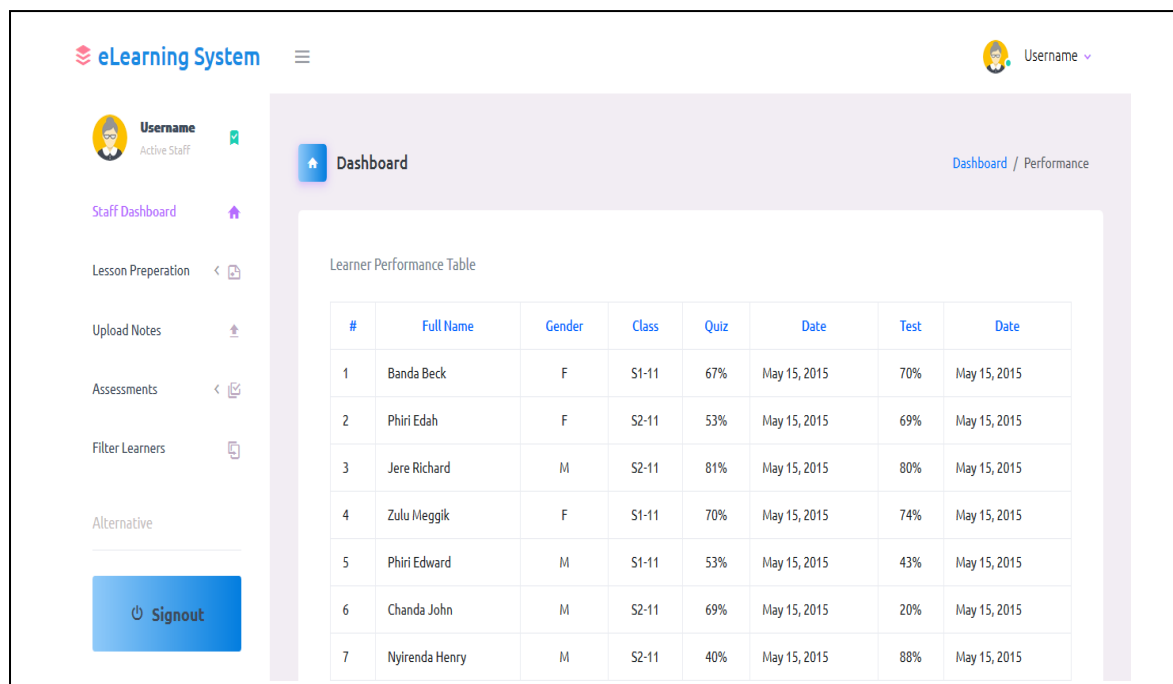 eLearning System
Username
Username
Active Staff
Staff Dashboard
Lesson Preperation
Upload Notes
Assessments
Filter Learners
Alternative
Signout
Dashboard
Dashboard / Performance
Learner Performance Table
# Full Name Gender Class Quiz Date Test Date
1 Banda Beck F S1-11 67% May 15, 2015 70% May 15, 2015
2 Phiri Edah F S2-11 53% May 15, 2015 69% May 15, 2015
3 Jere Richard M S2-11 81% May 15, 2015 80% May 15, 2015
4 Zulu Meggik F S1-11 70% May 15, 2015 74% May 15, 2015
5 Phiri Edward M S1-11 53% May 15, 2015 43% May 15, 2015
6 Chanda John M S2-11 69% May 15, 2015 20% May 15, 2015
7 Nyirenda Henry M S2-11 40% May 15, 2015 88% May 15, 2015